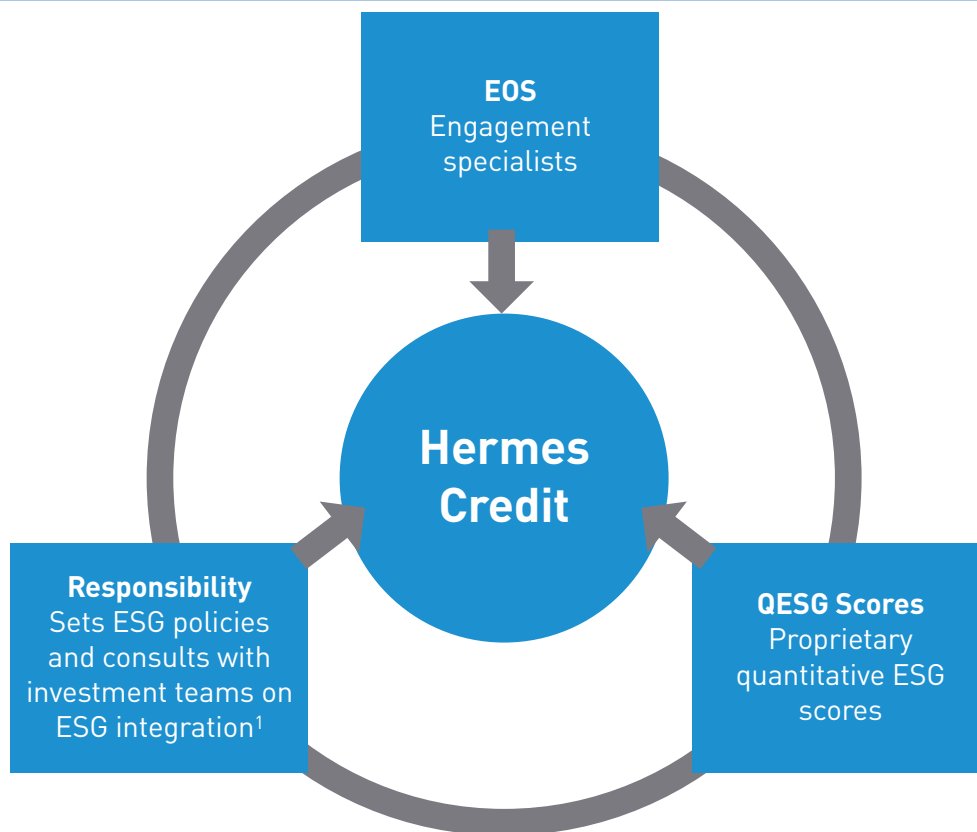 EOS
Engagement
specialists
Hermes
Credit
Responsibility
Sets ESG policies
and consults with
investment teams on
ESG integration¹
QESG Scores
Proprietary
quantitative ESG
scores